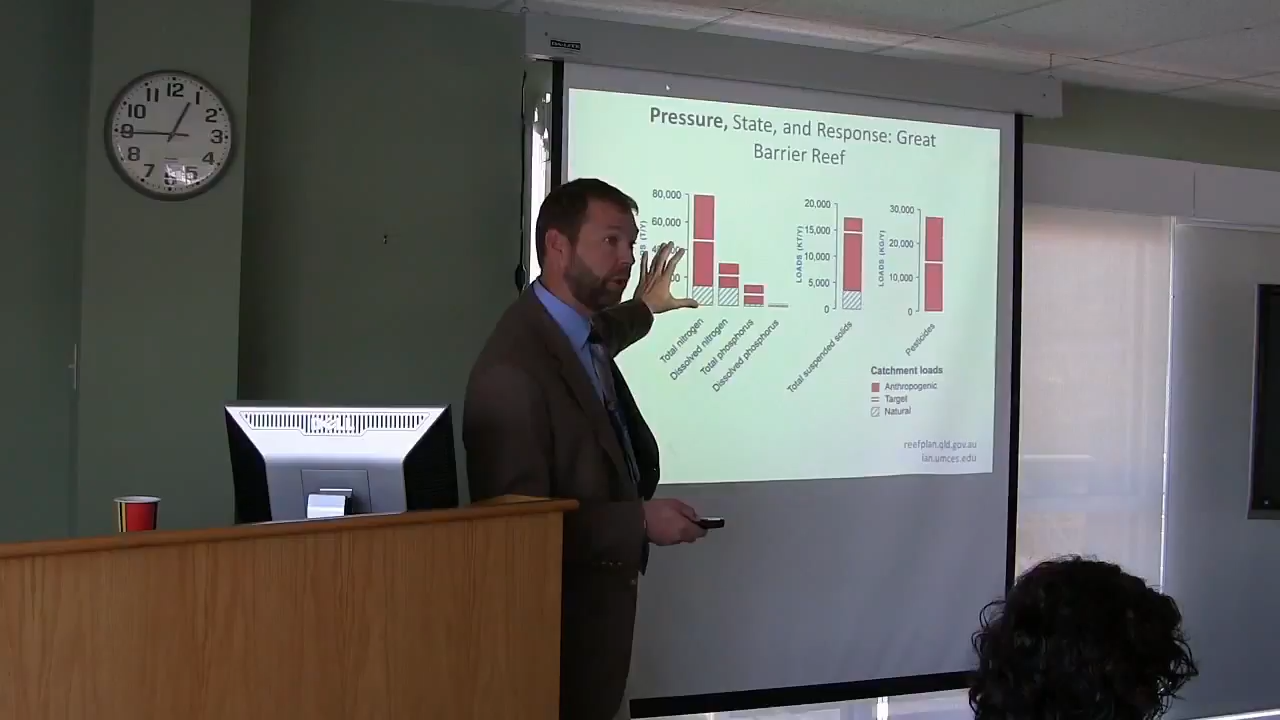 DA-LITE
12
1
2
3
4
5
6
7
8
9
10
11
Pressure, State, and Response: Great
Barrier Reef
80,000
60,000
Total nitrogen
Dissolved nitrogen
Total phosphorus
Dissolved phosphorus
LOADS (KT/Y)
20,000
15,000
10,000
5,000
0
Total suspended solids
LOADS (KG/Y)
30,000
20,000
10,000
0
Pesticides
Catchment loads
Anthropogenic
Target
Natural
reefplan.qld.gov.au
ian.umces.edu